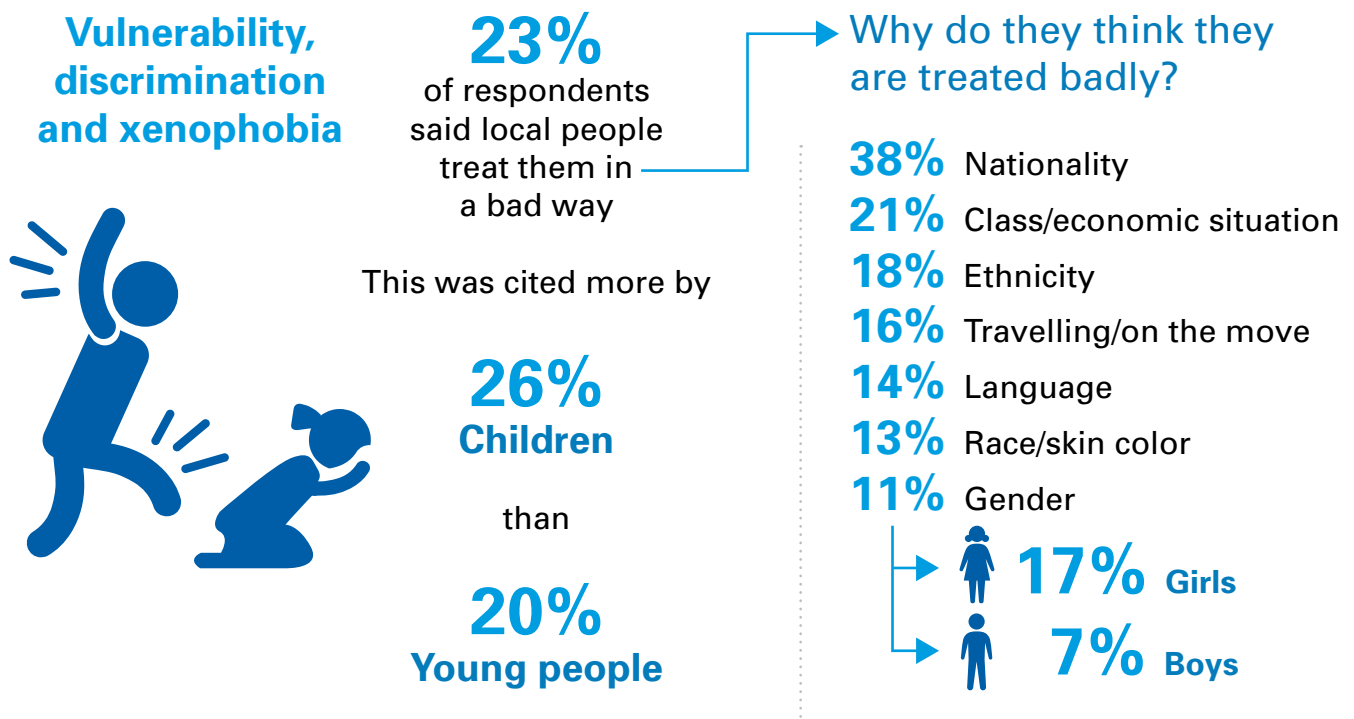 Vulnerability,
discrimination
and xenophobia
23%
of respondents
said local people
treat them in
a bad way
This was cited more by
26%
Children
than
20%
Young people
Why do they think they
are treated badly?
38% Nationality
21% Class/economic situation
18% Ethnicity
16% Travelling/on the move
14% Language
13% Race/skin color
11% Gender
17% Girls
7% Boys